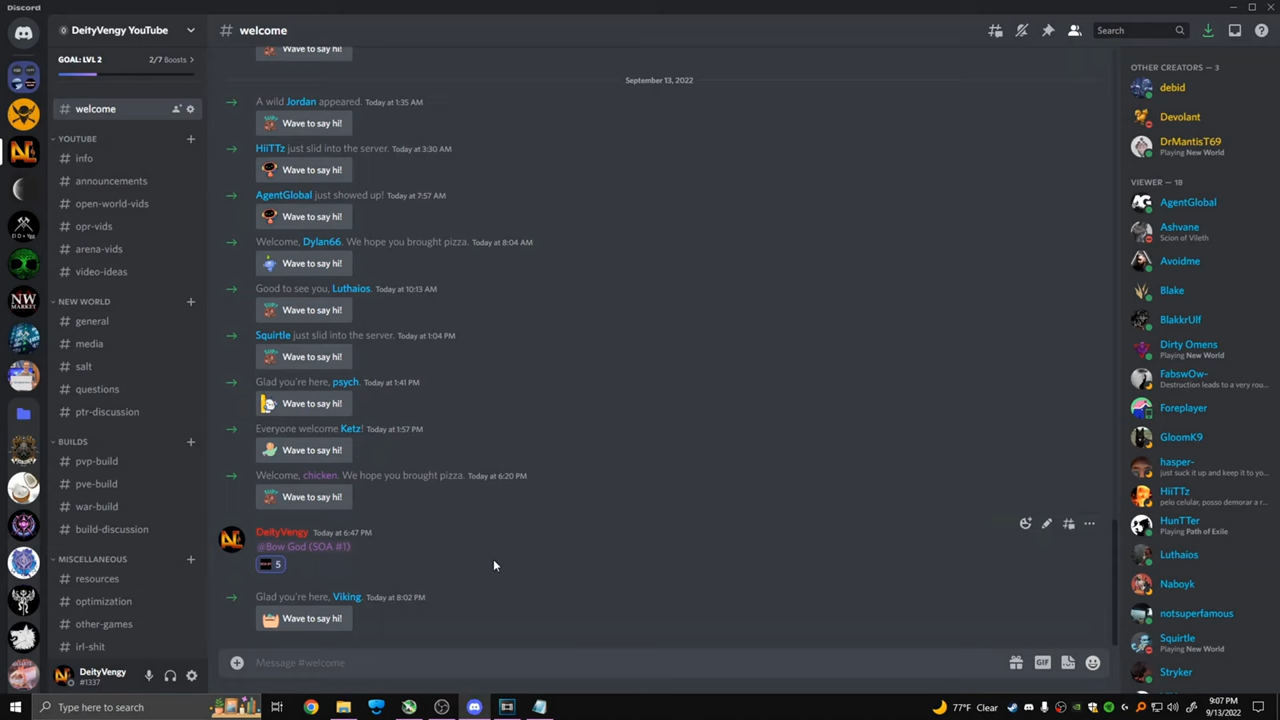 Discord
DeityVengy YouTube
# welcome
Search
GOAL: LVL 2
2/7 Boosts
# welcome
YOUTUBE
# info
# announcements
# open-world-vids
# opr-vids
# arena-vids
# video-ideas
NEW WORLD
# general
# media
# salt
# questions
# ptr-discussion
BUILDS
# pvp-build
# pve-build
# war-build
# build-discussion
MISCELLANEOUS
# resources
# optimization
# other-games
# irl-shit
DeityVengy
#1337
Wave to say hi!
September 13, 2022
A wild Jordan appeared. Today at 1:35 AM
Wave to say hi!
HiiTTz just slid into the server. Today at 3:30 AM
Wave to say hi!
AgentGlobal just showed up! Today at 7:57 AM
Wave to say hi!
Welcome, Dylan66. We hope you brought pizza. Today at 8:04 AM
Wave to say hi!
Good to see you, Luthaios. Today at 10:13 AM
Wave to say hi!
Squirtle just slid into the server. Today at 1:04 PM
Wave to say hi!
Glad you're here, psych. Today at 1:41 PM
Wave to say hi!
Everyone welcome Ketz! Today at 1:57 PM
Wave to say hi!
Welcome, chicken. We hope you brought pizza. Today at 6:20 PM
Wave to say hi!
DeityVengy Today at 6:47 PM
@Bow God (SOA #1)
5
Glad you're here, Viking. Today at 8:02 PM
Wave to say hi!
Message #welcome
GIF
OTHER CREATORS — 3
debid
Devolant
DrMantisT69
Playing New World
VIEWER — 18
AgentGlobal
Ashvane
Scion of Vileth
Avoidme
Blake
BlakkrUlf
Dirty Omens
Playing New World
FabswOw-
Destruction leads to a very rou...
Foreplayer
GloomK9
hasper-
just suck it up and keep it to yo...
HiiTTz
pelo celular, posso demorar a r...
HunTTer
Playing Path of Exile
Luthaios
Naboyk
notsuperfamous
Squirtle
Playing New World
Stryker
NW
MARKET
Type here to search
77°F Clear
9:07 PM
9/13/2022